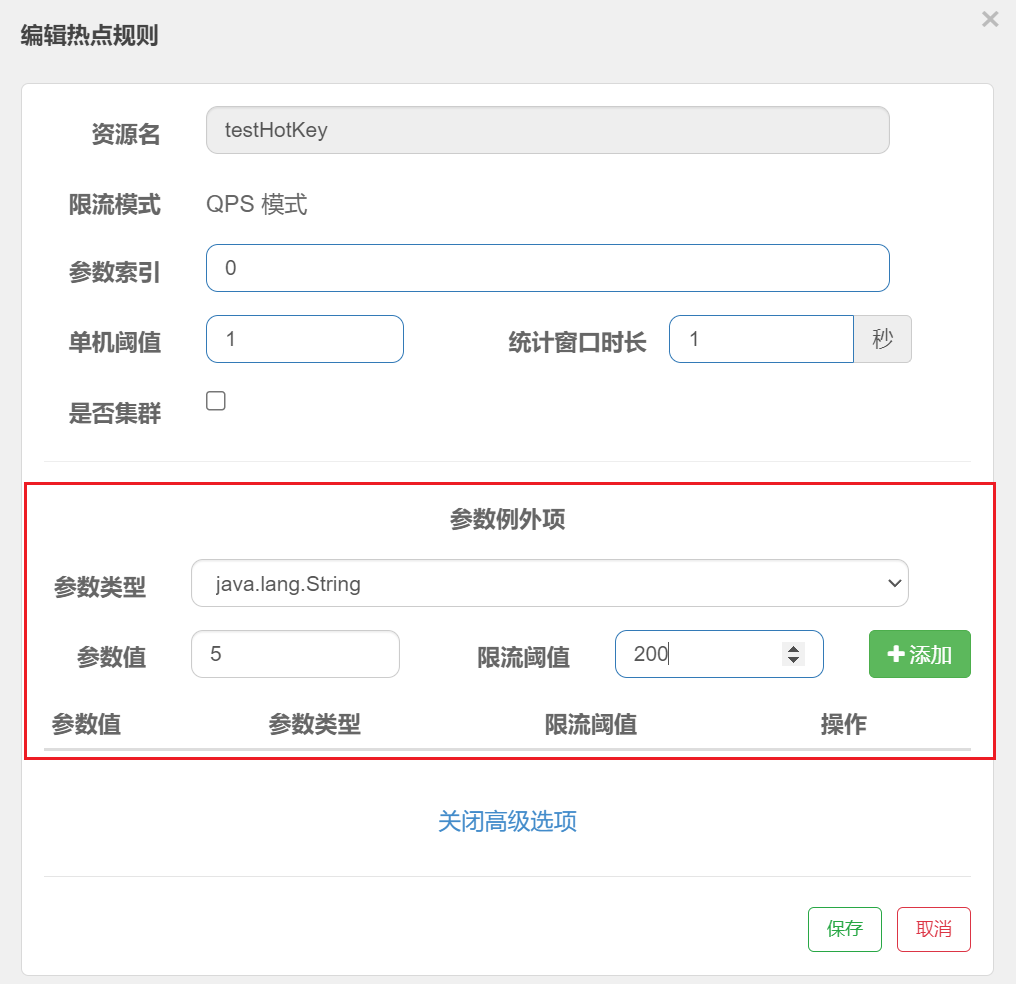 编辑热点规则
×
资源名 testHotKey
限流模式 QPS 模式
参数索引 0
单机阈值 1 统计窗口时长 1 秒
是否集群
参数例外项
参数类型 java.lang.String
参数值 5 限流阈值 200 添加
参数值 参数类型 限流阈值 操作
关闭高级选项
保存 取消